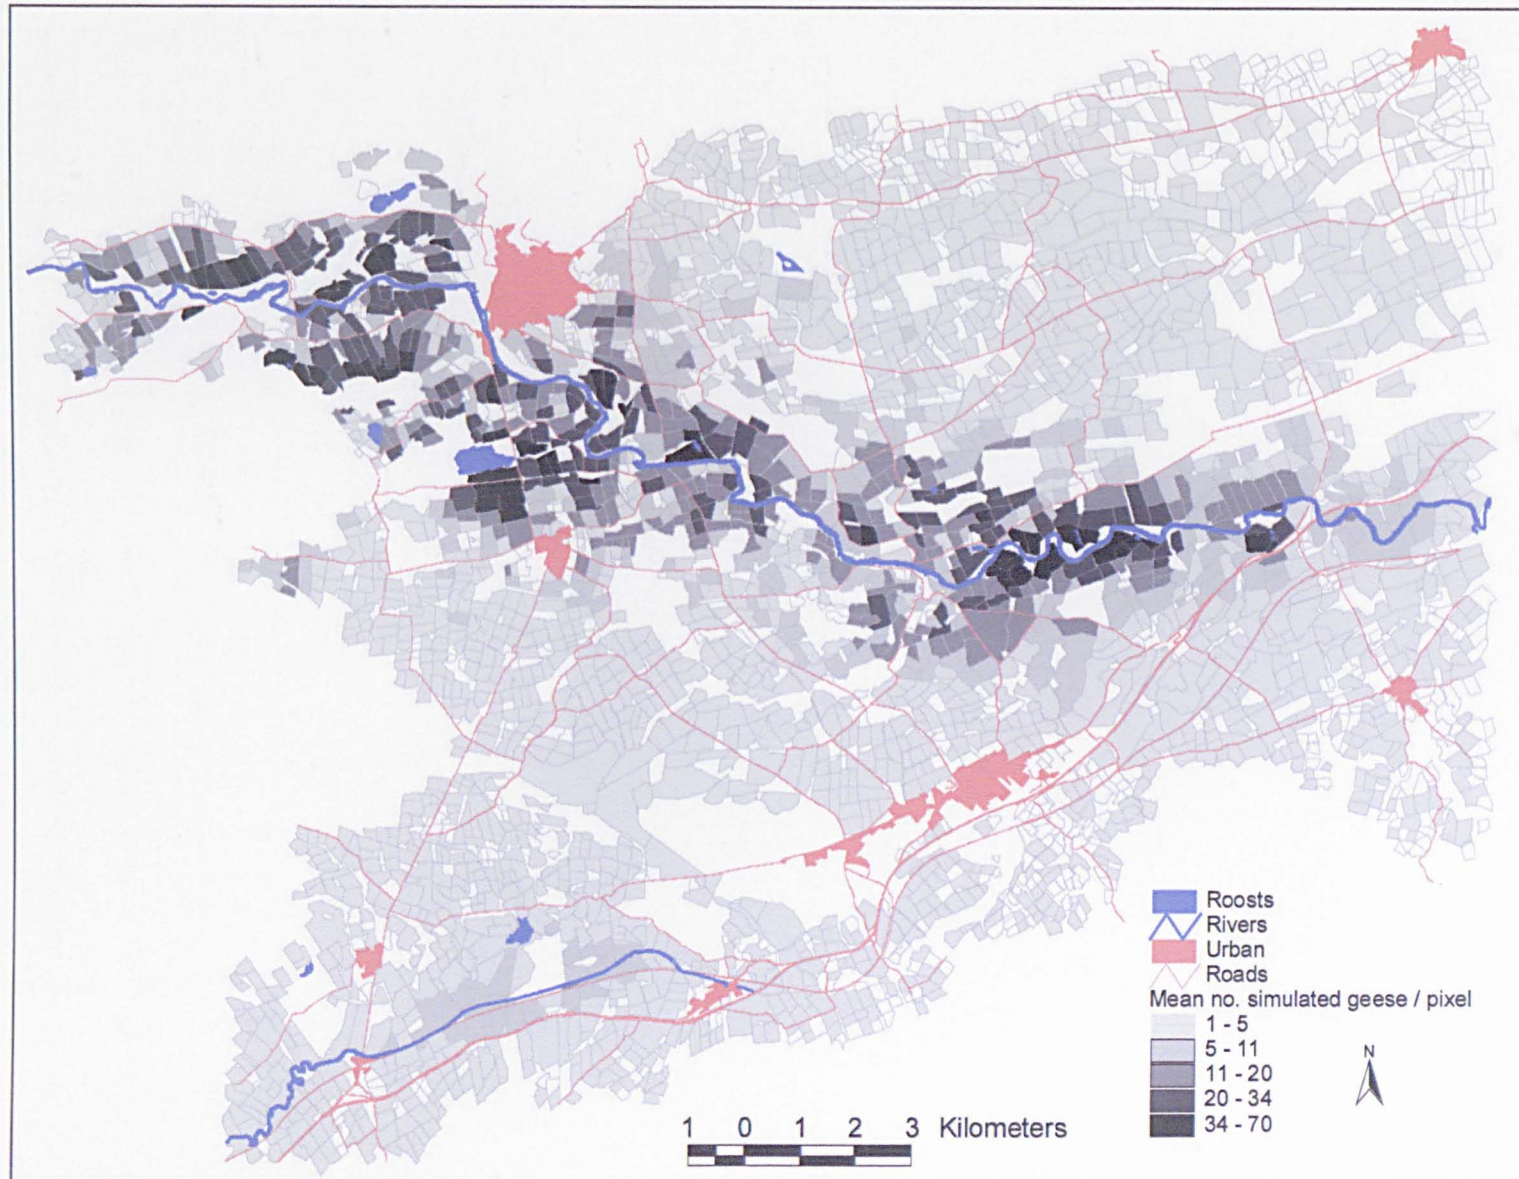 Roosts
Rivers
Urban
Roads
Mean no. simulated geese / pixel
1 - 5
5 - 11
11 - 20
20 - 34
34 - 70
N
1 0 1 2 3 Kilometers